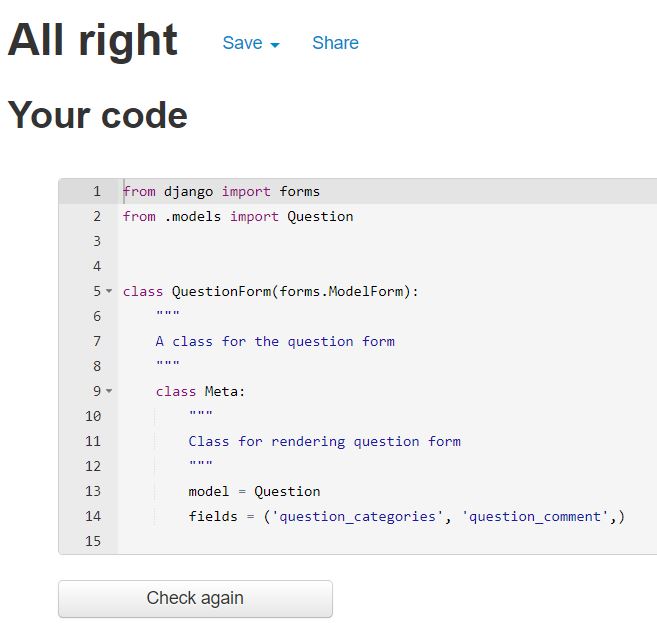 All right Save Share
Your code
1 from django import forms
2 from .models import Question
3
4
5 class QuestionForm(forms.ModelForm):
6 """
7 A class for the question form
8 """
9 class Meta:
10 """
11 Class for rendering question form
12 """
13 model = Question
14 fields = ('question_categories', 'question_comment',)
15
Check again